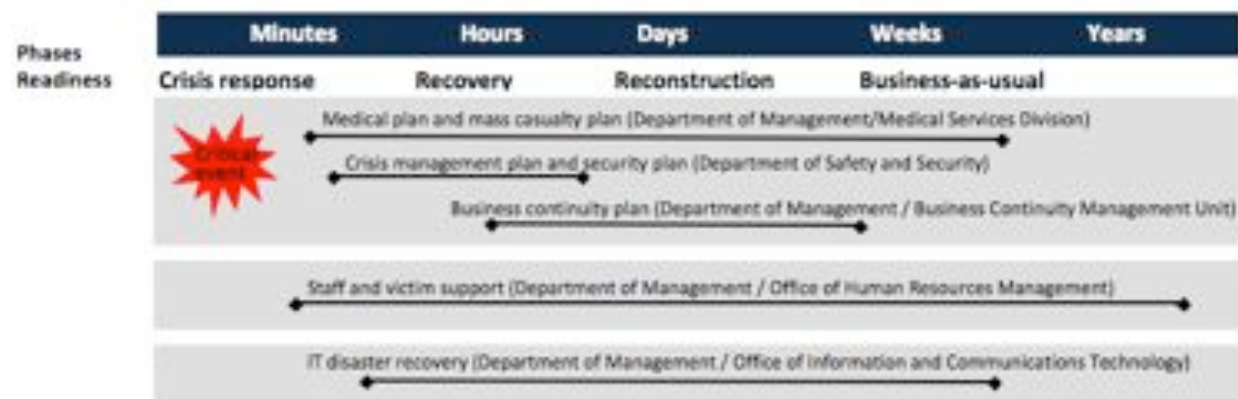 Minutes Hours Days Weeks Years
Phases
Readiness Crisis response Recovery Reconstruction Business-as-usual
Medical plan and mass casualty plan (Department of Management/Medical Services Division)
Critical
event
Crisis management plan and security plan (Department of Safety and Security)
Business continuity plan (Department of Management / Business Continuity Management Unit)
Staff and victim support (Department of Management / Office of Human Resources Management)
IT disaster recovery (Department of Management / Office of Information and Communications Technology)